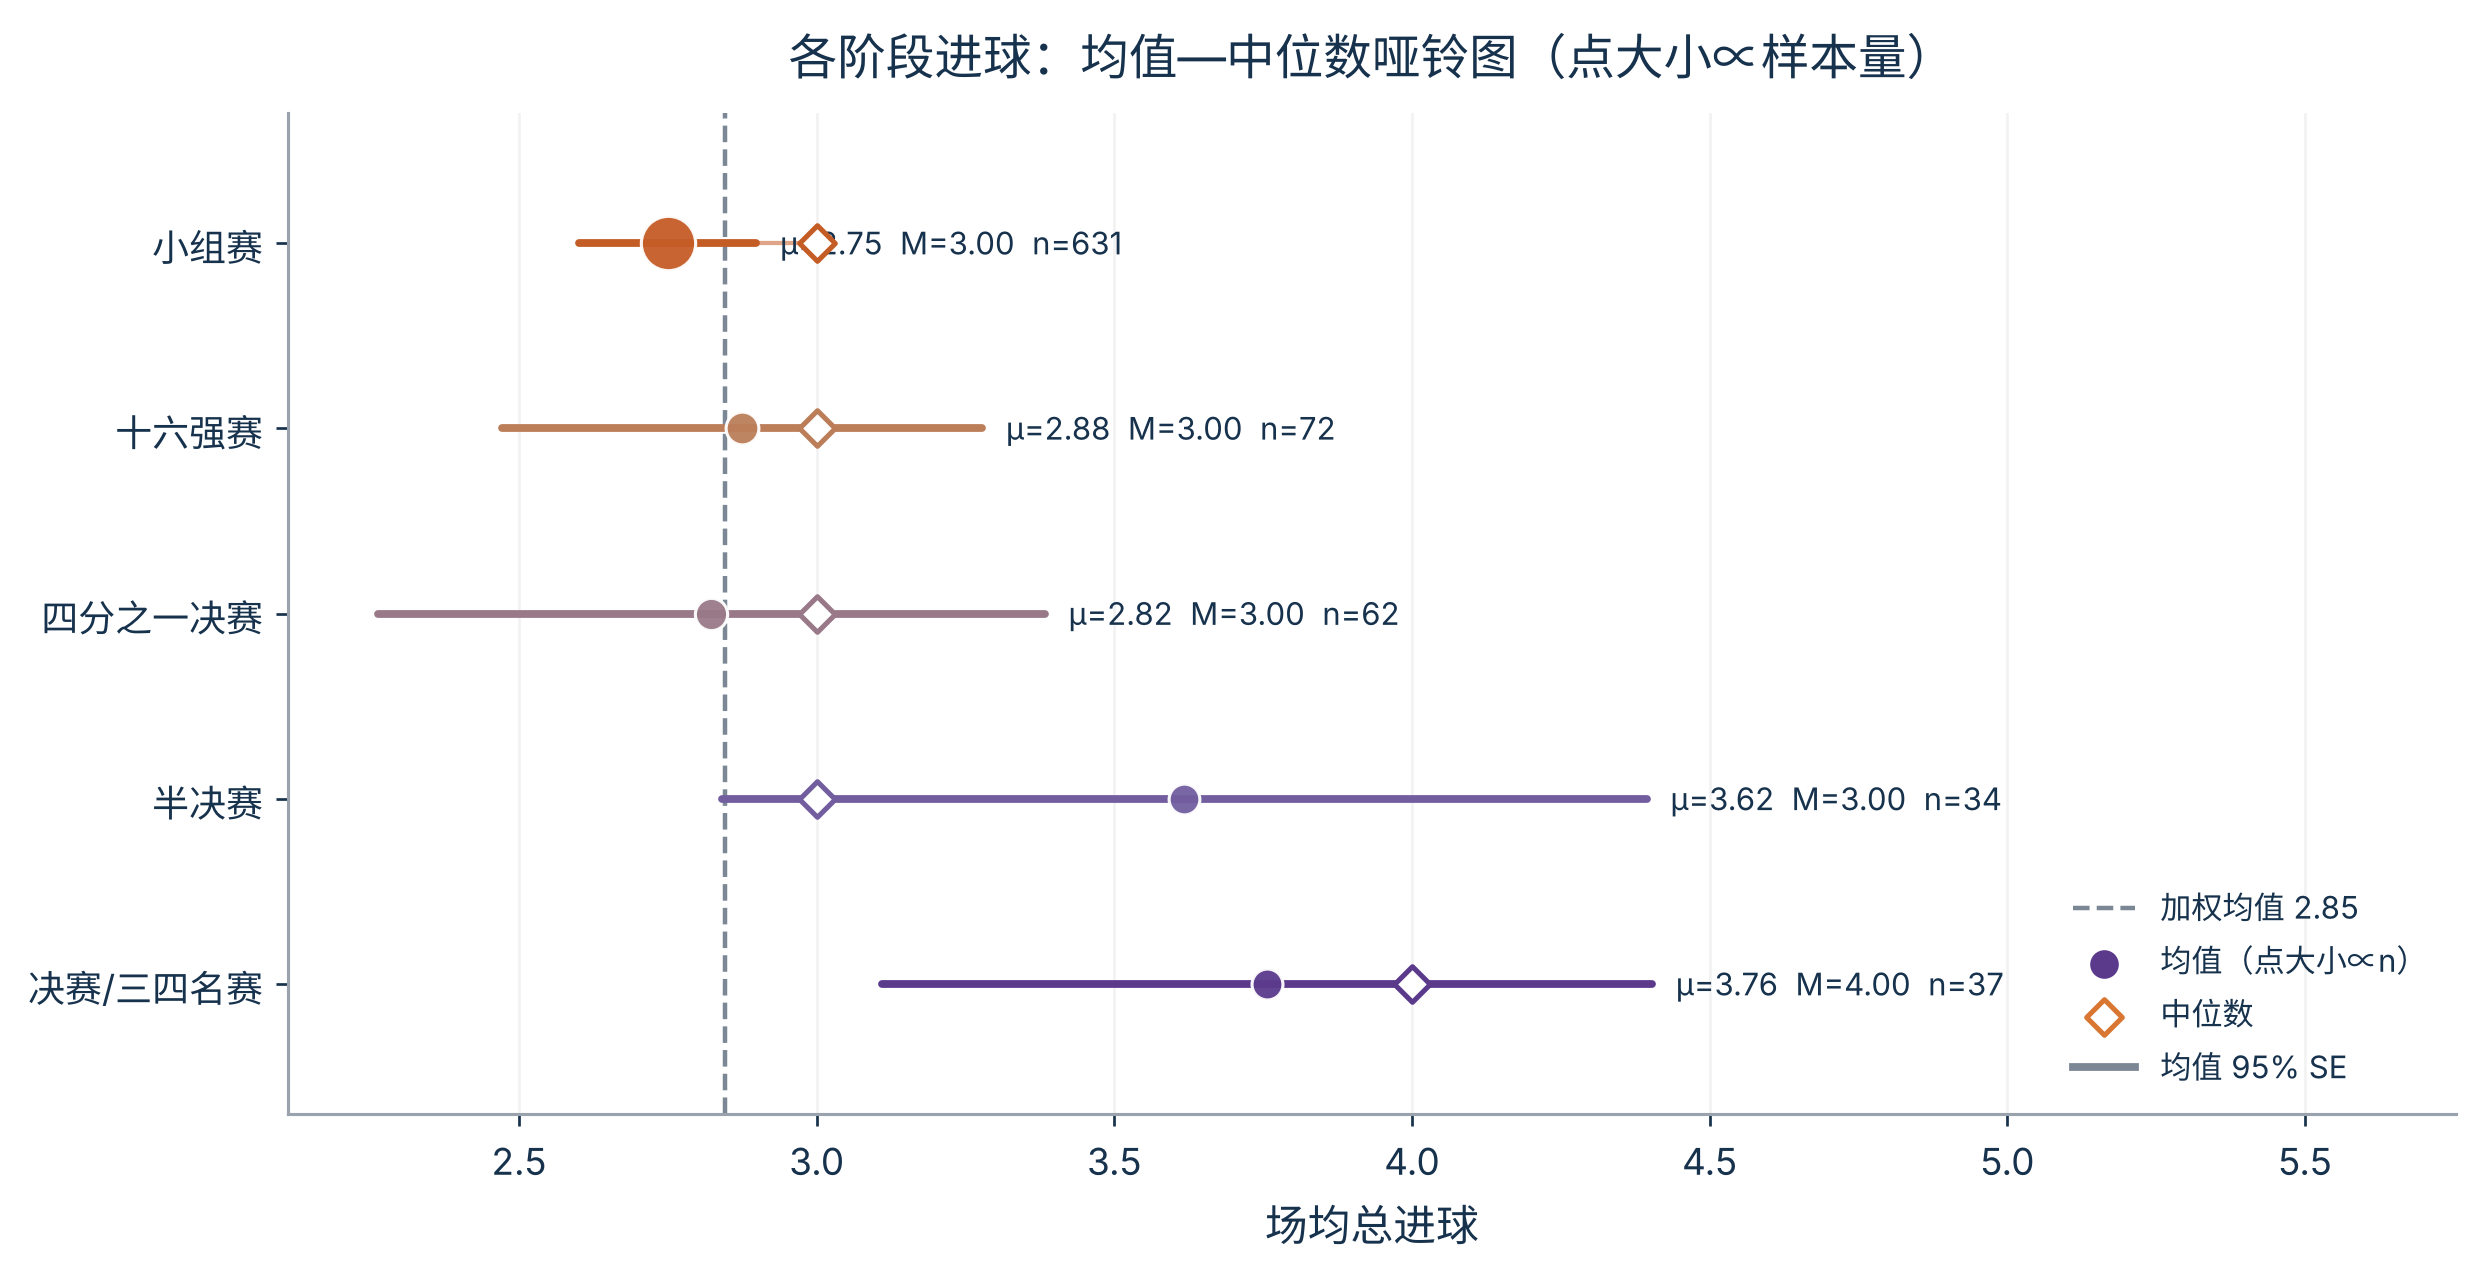 各阶段进球：均值—中位数哑铃图（点大小∝样本量）
小组赛
μ 2.75 M=3.00 n=631
十六强赛
μ=2.88 M=3.00 n=72
四分之一决赛
μ=2.82 M=3.00 n=62
半决赛
μ=3.62 M=3.00 n=34
决赛/三四名赛
μ=3.76 M=4.00 n=37
加权均值 2.85
均值（点大小∝n）
中位数
均值 95% SE
2.5 3.0 3.5 4.0 4.5 5.0 5.5
场均总进球